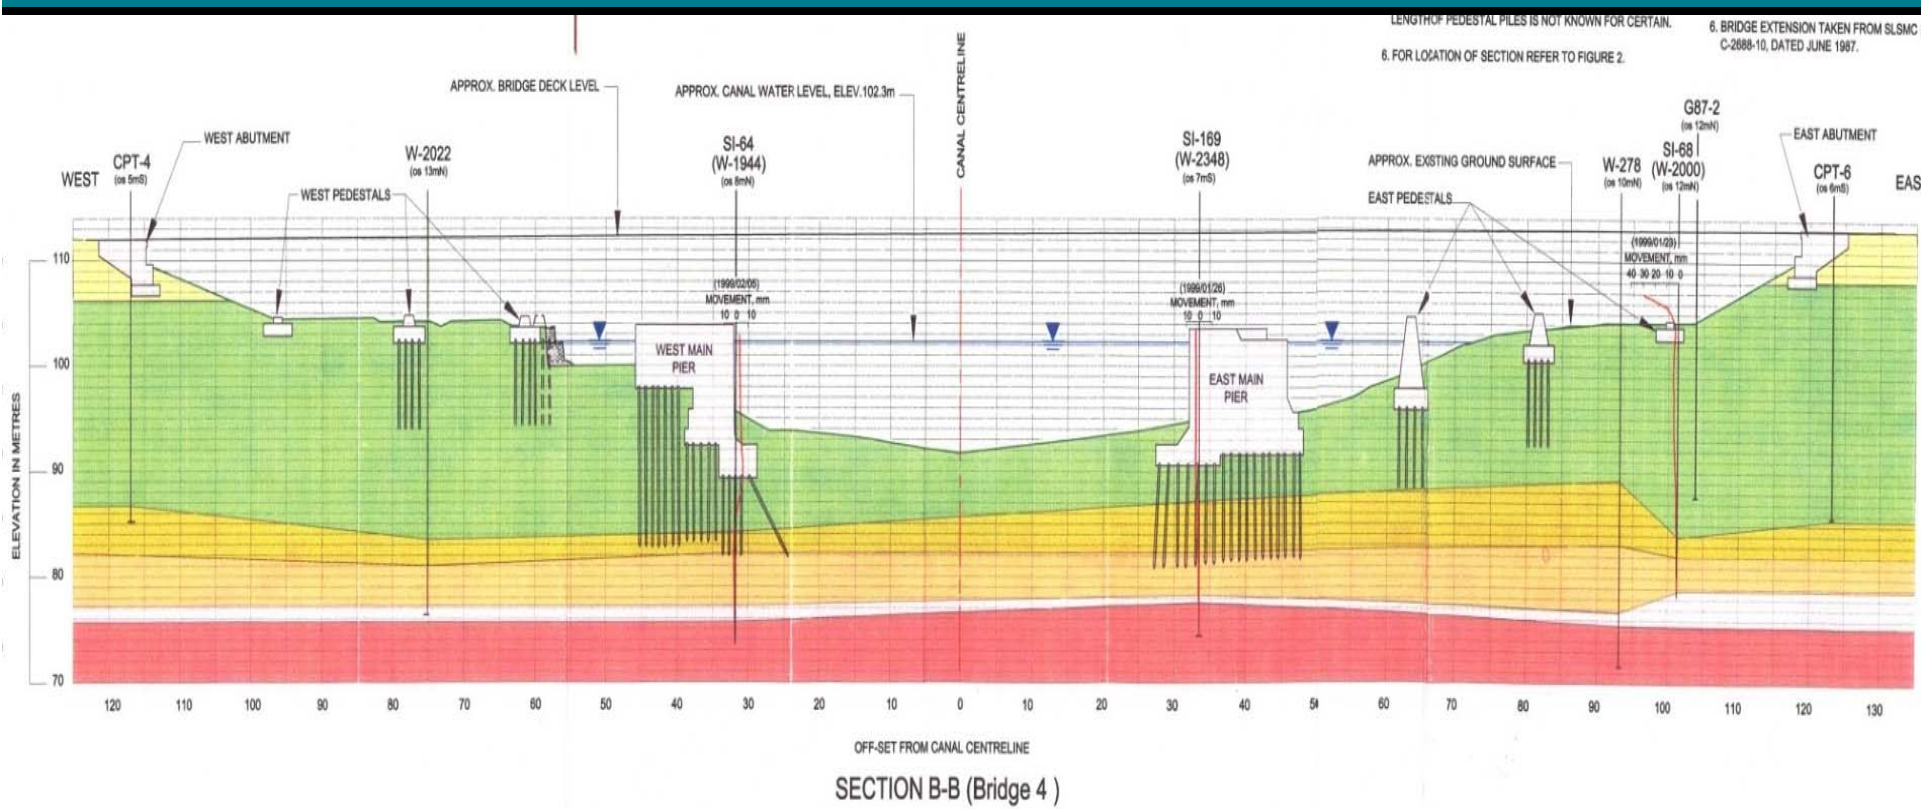 LENGTHOF PEDESTAL PILES IS NOT KNOWN FOR CERTAIN.
6. FOR LOCATION OF SECTION REFER TO FIGURE 2.
6. BRIDGE EXTENSION TAKEN FROM SLSMC
C-2688-10, DATED JUNE 1987.
APPROX. BRIDGE DECK LEVEL
APPROX. CANAL WATER LEVEL, ELEV.102.3m
CANAL CENTRELINE
WEST
CPT-4
(os 5mS)
WEST ABUTMENT
WEST PEDESTALS
W-2022
(os 13mN)
SI-64
(W-1944)
(os 8mN)
SI-169
(W-2348)
(os 7mS)
APPROX. EXISTING GROUND SURFACE
EAST PEDESTALS
W-278
(os 10mN)
G87-2
(os 12mN)
SI-68
(W-2000)
(os 12mN)
EAST ABUTMENT
CPT-6
(os 6mS)
EAS
(1999/02/05)
MOVEMENT, mm
10 0 10
(1999/01/26)
MOVEMENT, mm
10 0 10
(1999/01/23)
MOVEMENT, mm
40 30 20 10 0
WEST MAIN
PIER
EAST MAIN
PIER
ELEVATION IN METRES
110
100
90
80
70
120 110 100 90 80 70 60 50 40 30 20 10 0 10 20 30 40 50 60 70 80 90 100 110 120 130
OFF-SET FROM CANAL CENTRELINE
SECTION B-B (Bridge 4 )